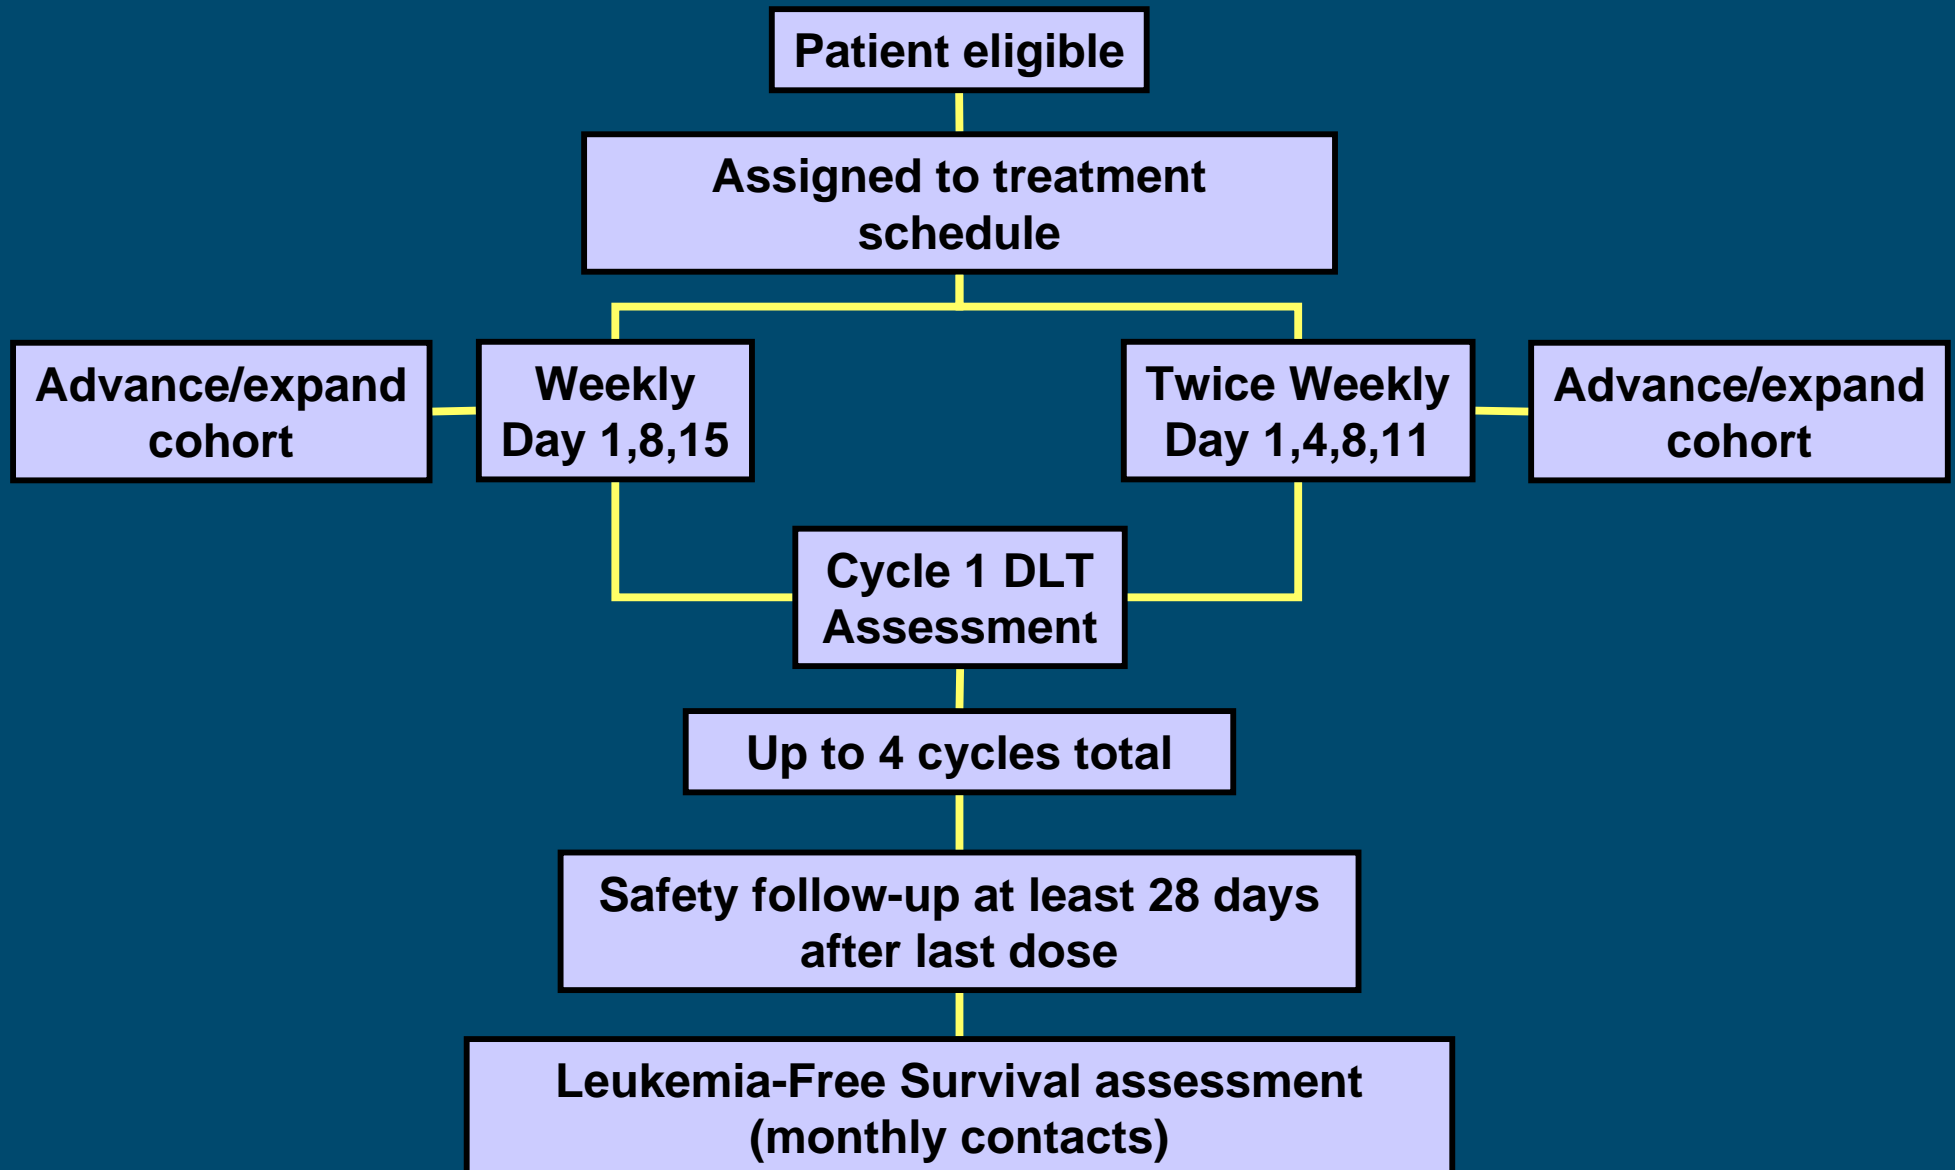 Patient eligible
Assigned to treatment
schedule
Advance/expand
cohort
Weekly
Day 1,8,15
Twice Weekly
Day 1,4,8,11
Advance/expand
cohort
Cycle 1 DLT
Assessment
Up to 4 cycles total
Safety follow-up at least 28 days
after last dose
Leukemia-Free Survival assessment
(monthly contacts)